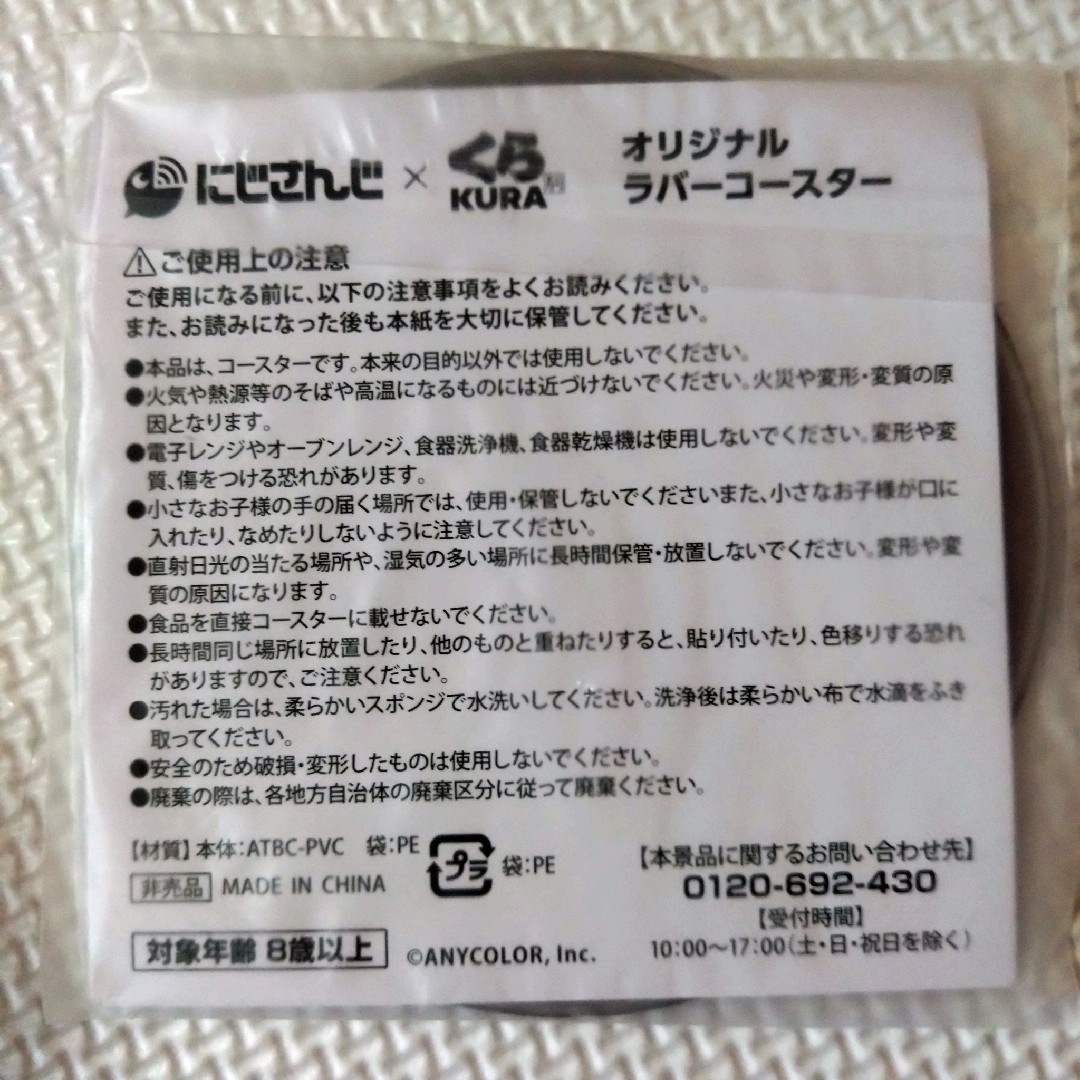 にじさんじ × くら KURA オリジナル
ラバーコースター
⚠ご使用上の注意
ご使用になる前に、以下の注意事項をよくお読みください。
また、お読みになった後も本紙を大切に保管してください。
●本品は、コースターです。本来の目的以外では使用しないでください。
●火気や熱源等のそばや高温になるものには近づけないでください。火災や変形・変質の原
因となります。
●電子レンジやオーブンレンジ、食器洗浄機、食器乾燥機は使用しないでください。変形や変
質、傷をつける恐れがあります。
●小さなお子様の手の届く場所では、使用・保管しないでくださいまた、小さなお子様が口に
入れたり、なめたりしないように注意してください。
●直射日光の当たる場所や、湿気の多い場所に長時間保管・放置しないでください。変形や変
質の原因になります。
●食品を直接コースターに載せないでください。
●長時間同じ場所に放置したり、他のものと重ねたりすると、貼り付いたり、色移りする恐れ
がありますので、ご注意ください。
●汚れた場合は、柔らかいスポンジで水洗いしてください。洗浄後は柔らかい布で水滴をふき
取ってください。
●安全のため破損・変形したものは使用しないでください。
●廃棄の際は、各地方自治体の廃棄区分に従って廃棄ください。
【材質】本体:ATBC-PVC 袋:PE
プラ 袋:PE
非売品 MADE IN CHINA
対象年齢 8歳以上 ©ANYCOLOR, Inc.
【本景品に関するお問い合わせ先】
0120-692-430
【受付時間】
10:00～17:00(土・日・祝日を除く)